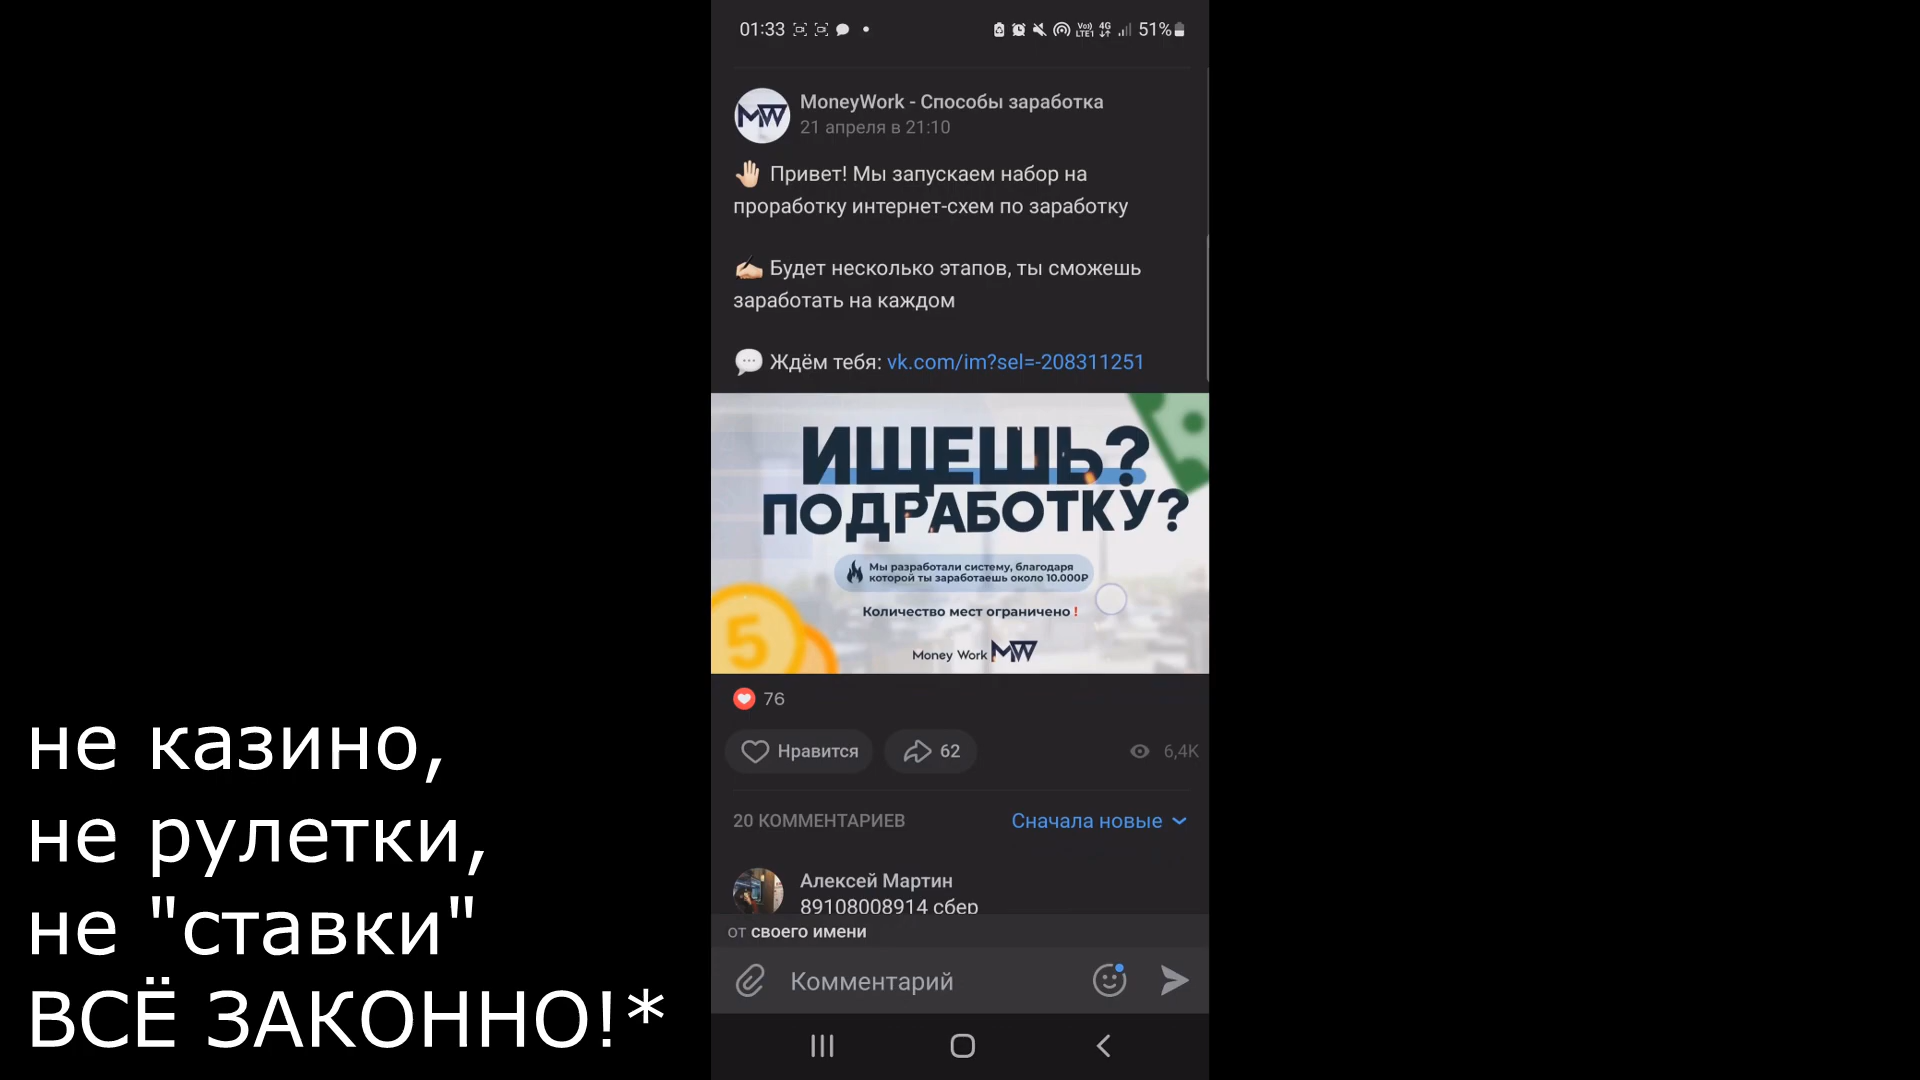 01:33
VoLTE1 4G 51%
MW MoneyWork - Способы заработка
21 апреля в 21:10
Привет! Мы запускаем набор на
проработку интернет-схем по заработку
Будет несколько этапов, ты сможешь
заработать на каждом
Ждём тебя: vk.com/im?sel=-208311251
ИЩЕШЬ?
ПОДРАБОТКУ?
Мы разработали систему, благодаря
которой ты заработаешь около 10.000₽
Количество мест ограничено !
5
Money Work MW
76
Нравится 62 6,4K
20 КОММЕНТАРИЕВ Сначала новые
Алексей Мартин
89108008914 сбер
от своего имени
Комментарий
не казино,
не рулетки,
не "ставки"
ВСЁ ЗАКОННО!*